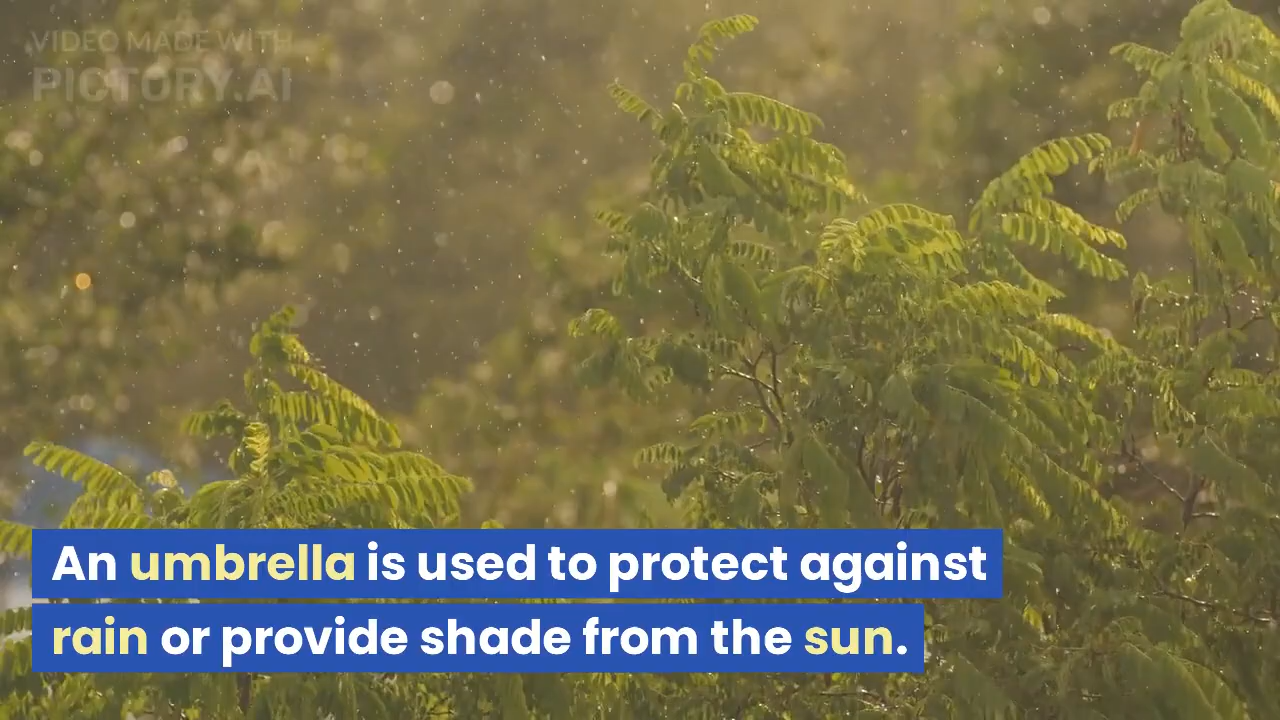 VIDEO MADE WITH
PICTORY.AI
An umbrella is used to protect against
rain or provide shade from the sun.